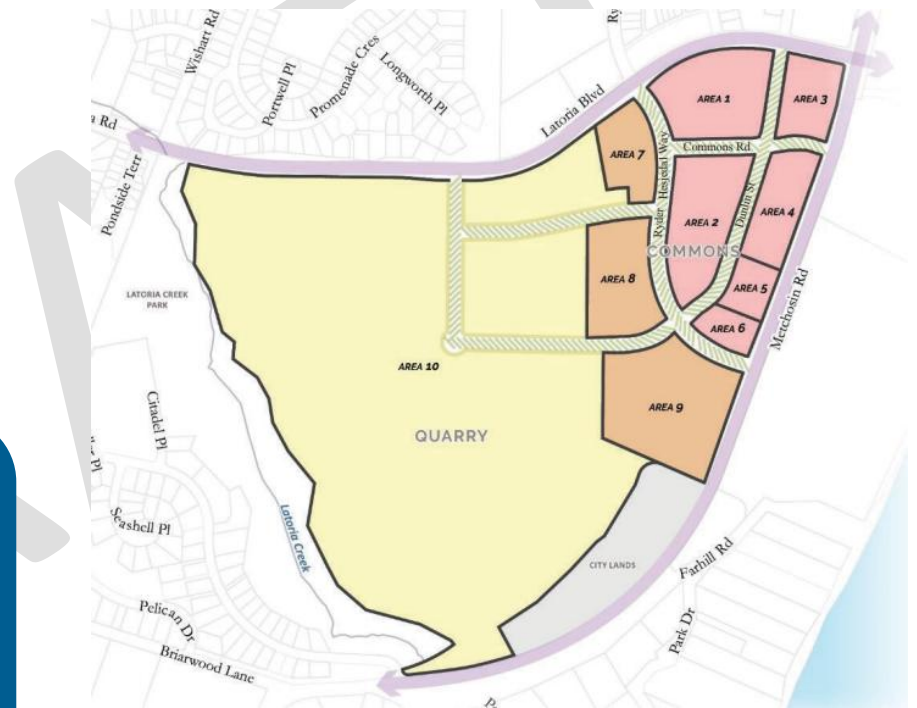 Wishart Rd
Portwell Pl
Promenade Cres
Longworth Pl
Latoria Blvd
AREA 1
AREA 3
Pondside Terr
AREA 7
Ryder Hesjedal Way
Commons Rd
AREA 2
Dunlin St
AREA 4
COMMONS
AREA 8
AREA 5
AREA 6
Metchosin Rd
LATORIA CREEK
PARK
AREA 10
AREA 9
QUARRY
Citadel Pl
Seashell Pl
Latoria Creek
CITY LANDS
Farhill Rd
Park Dr
Pelican Dr
Briarwood Lane